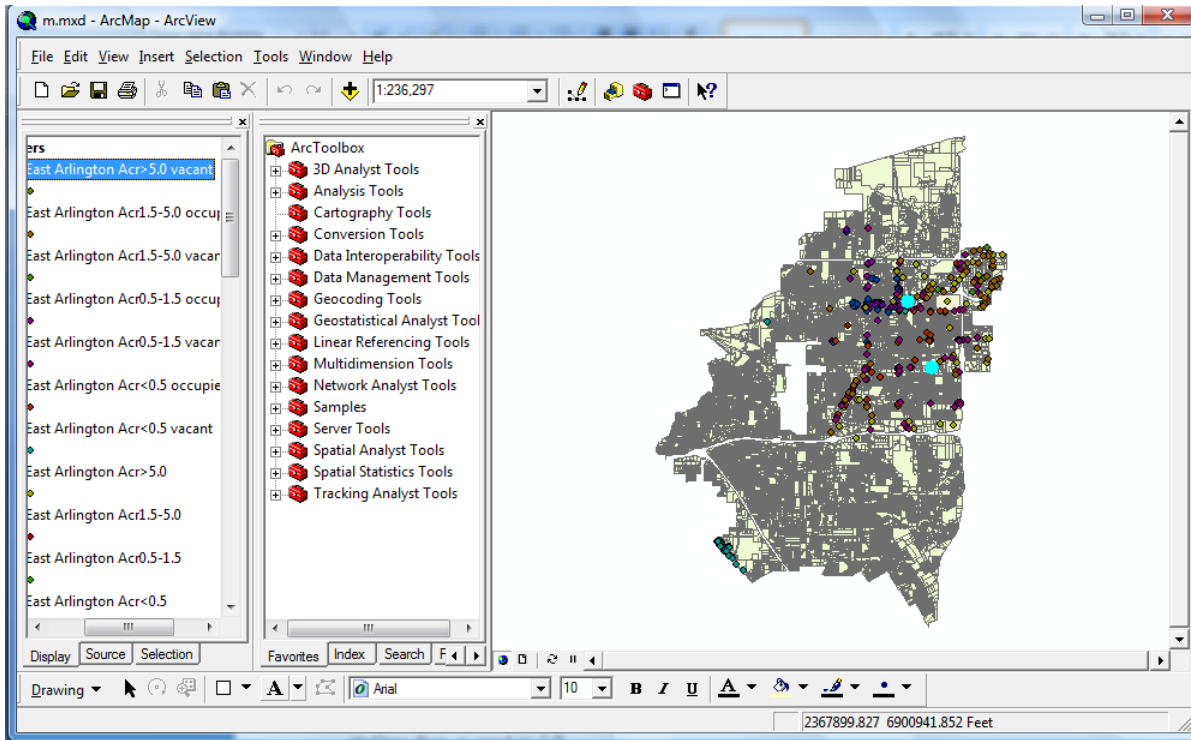 m.mxd - ArcMap - ArcView
File Edit View Insert Selection Tools Window Help
1:236,297
ers
East Arlington Acr>5.0 vacant
East Arlington Acr1.5-5.0 occup
East Arlington Acr1.5-5.0 vacan
East Arlington Acr0.5-1.5 occup
East Arlington Acr0.5-1.5 vacan
East Arlington Acr<0.5 occupie
East Arlington Acr<0.5 vacant
East Arlington Acr>5.0
East Arlington Acr1.5-5.0
East Arlington Acr0.5-1.5
East Arlington Acr<0.5
Display Source Selection
ArcToolbox
3D Analyst Tools
Analysis Tools
Cartography Tools
Conversion Tools
Data Interoperability Tools
Data Management Tools
Geocoding Tools
Geostatistical Analyst Tool
Linear Referencing Tools
Multidimension Tools
Network Analyst Tools
Samples
Server Tools
Spatial Analyst Tools
Spatial Statistics Tools
Tracking Analyst Tools
Favorites Index Search
Drawing A Arial 10 B I U A
2367899.827 6900941.852 Feet